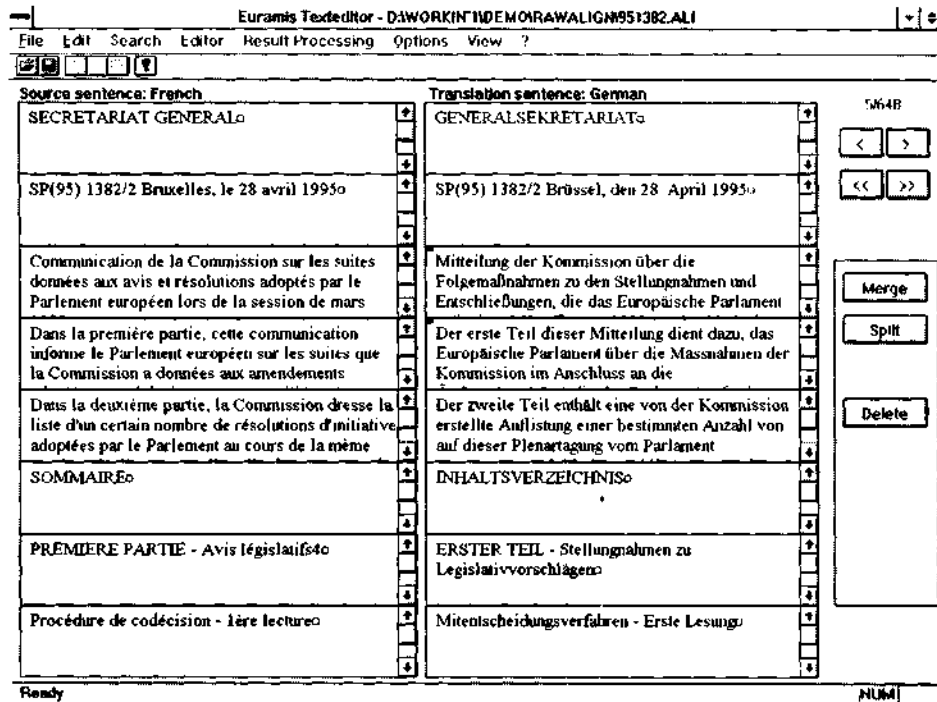 Euramis Texteditor - D:\WORKINT1\DEMO\RAWALIGN\951382.ALI
File Edit Search Editor Result Processing Options View ?
Source sentence: French
Translation sentence: German
5/648
SECRETARIAT GENERAL¤
GENERALSEKRETARIAT¤
< >
SP(95) 1382/2 Bruxelles, le 28 avril 1995¤
SP(95) 1382/2 Brüssel, den 28 April 1995¤
<< >>
Communication de la Commission sur les suites
données aux avis et résolutions adoptés par le
Parlement européen lors de la session de mars
Mitteilung der Kommission über die
Folgemaßnahmen zu den Stellungnahmen und
Entschließungen, die das Europäische Parlament
Merge
Dans la première partie, cette communication
informe le Parlement européen sur les suites que
la Commission a données aux amendements
Der erste Teil dieser Mitteilung dient dazu, das
Europäische Parlament über die Massnahmen der
Kommission im Anschluss an die
Split
Dans la deuxième partie, la Commission dresse la
liste d'un certain nombre de résolutions d'initiative
adoptées par le Parlement au cours de la même
Der zweite Teil enthält eine von der Kommission
erstellte Auflistung einer bestimmten Anzahl von
auf dieser Plenartagung vom Parlament
Delete
SOMMAIRE¤
INHALTSVERZEICHNIS¤
PREMIERE PARTIE - Avis législatifs4¤
ERSTER TEIL - Stellungnahmen zu
Legislativvorschlägen¤
Procédure de codécision - 1ère lecture¤
Mitentscheidungsverfahren - Erste Lesung¤
Ready
NUM